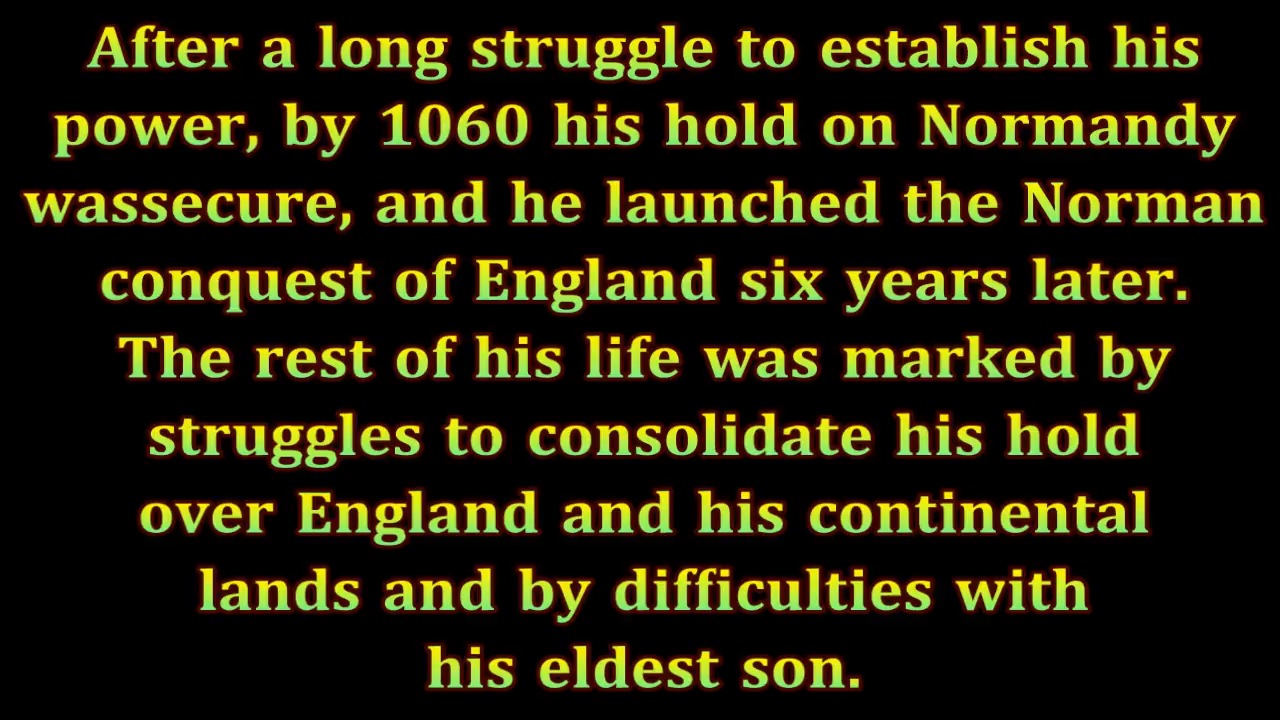 After a long struggle to establish his
power, by 1060 his hold on Normandy
wassecure, and he launched the Norman
conquest of England six years later.
The rest of his life was marked by
struggles to consolidate his hold
over England and his continental
lands and by difficulties with
his eldest son.